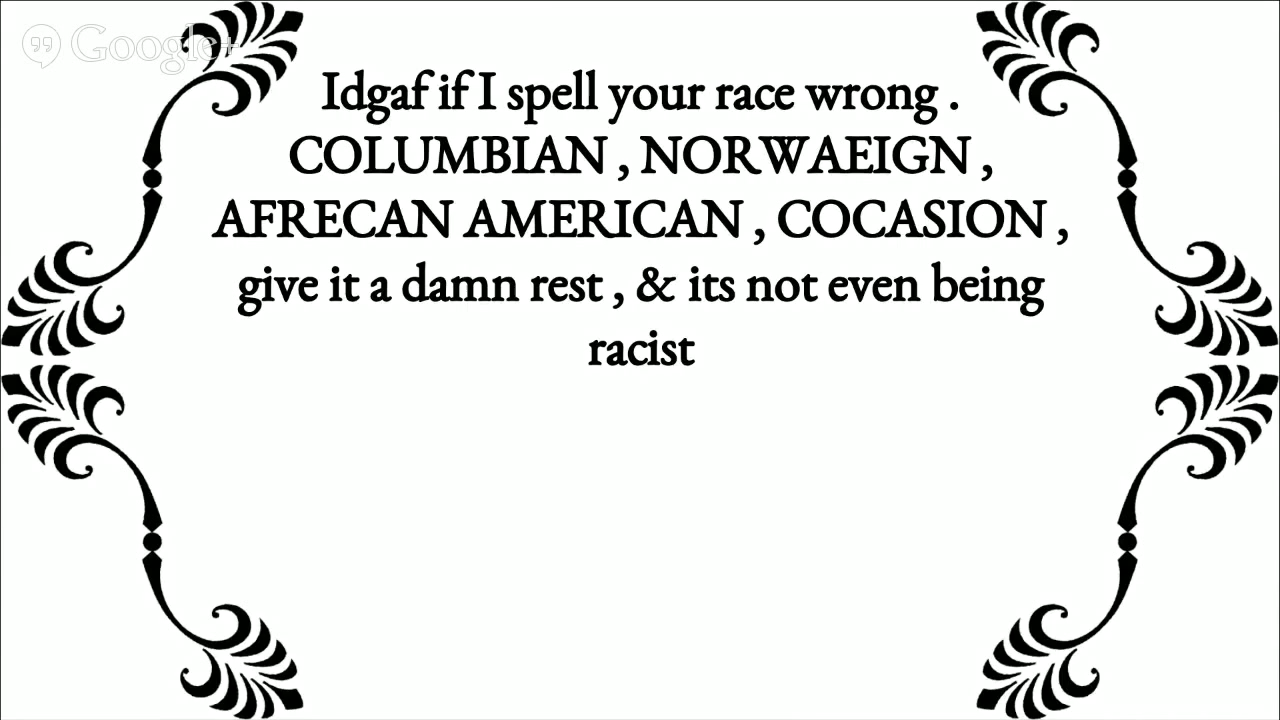 Google+
Idgaf if I spell your race wrong .
COLUMBIAN , NORWAEIGN ,
AFRECAN AMERICAN , COCASION ,
give it a damn rest , & its not even being
racist